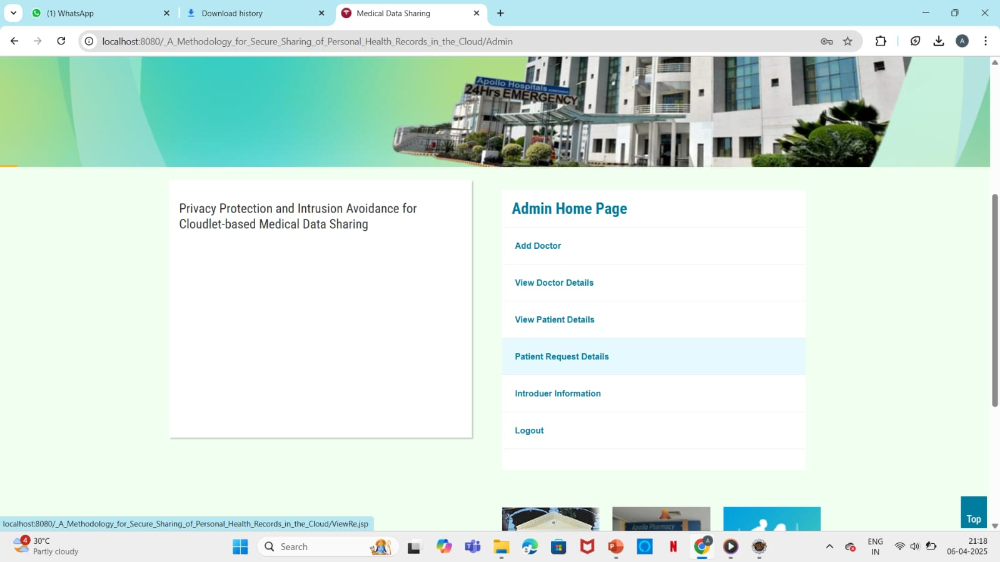 (1) WhatsApp
Download history
Medical Data Sharing
localhost:8080/_A_Methodology_for_Secure_Sharing_of_Personal_Health_Records_in_the_Cloud/Admin
A
Apollo Hospitals
24Hrs EMERGENCY
Privacy Protection and Intrusion Avoidance for
Cloudlet-based Medical Data Sharing
Admin Home Page
Add Doctor
View Doctor Details
View Patient Details
Patient Request Details
Introduer Information
Logout
Apollo Pharmacy
Top
localhost:8080/_A_Methodology_for_Secure_Sharing_of_Personal_Health_Records_in_the_Cloud/ViewRe.jsp
4
30°C
Partly cloudy
Search
A
ENG
IN
21:18
06-04-2025